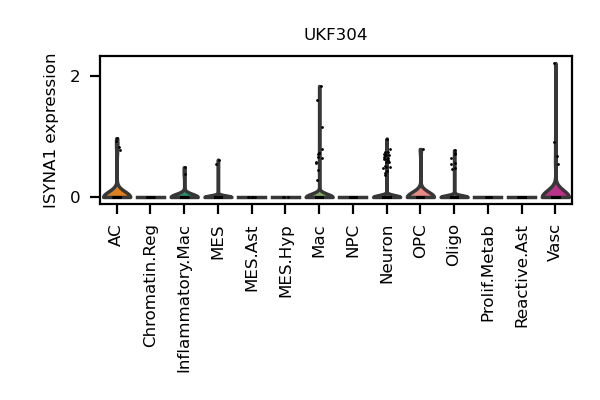 UKF304
ISYNA1 expression
2
0
AC
Chromatin.Reg
Inflammatory.Mac
MES
MES.Ast
MES.Hyp
Mac
NPC
Neuron
OPC
Oligo
Prolif.Metab
Reactive.Ast
Vasc